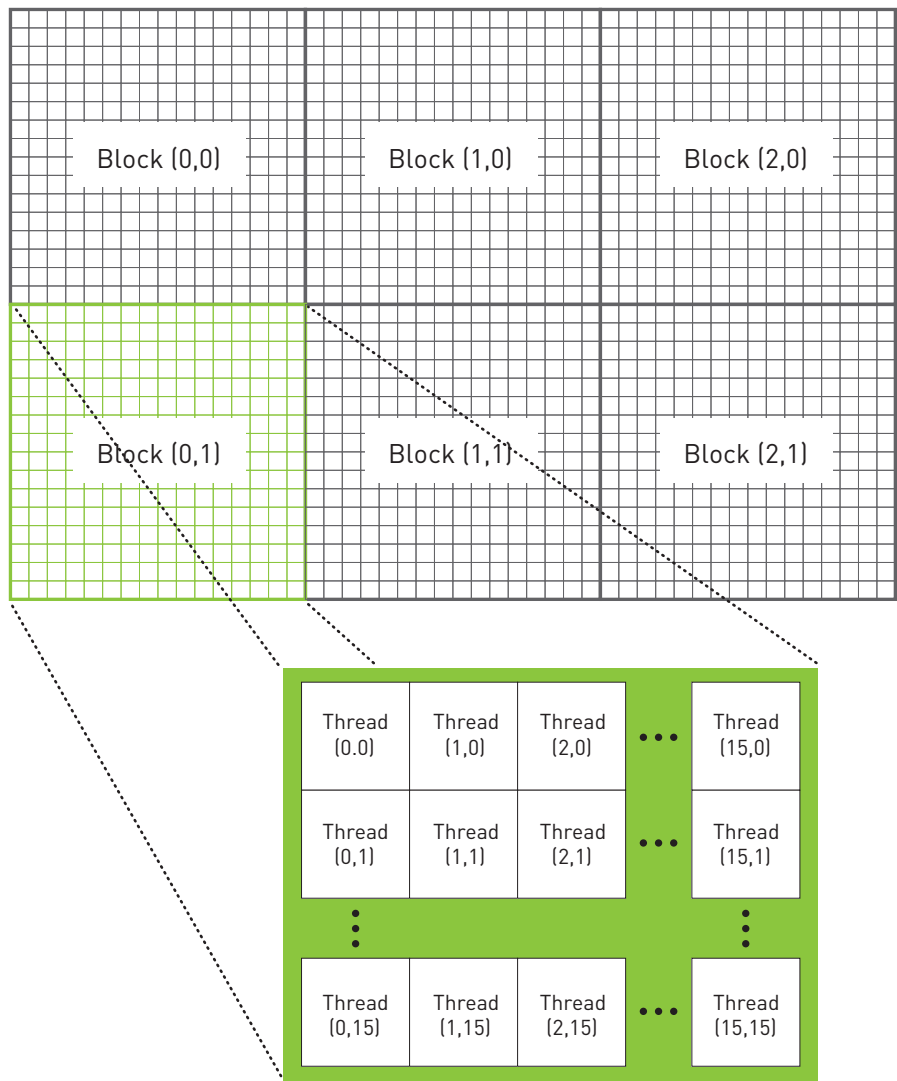 Block (0,0)
Block (1,0)
Block (2,0)
Block (0,1)
Block (1,1)
Block (2,1)
Thread
(0.0)
Thread
(1,0)
Thread
(2,0)
•••
Thread
(15,0)
Thread
(0,1)
Thread
(1,1)
Thread
(2,1)
•••
Thread
(15,1)
Thread
(0,15)
Thread
(1,15)
Thread
(2,15)
•••
Thread
(15,15)